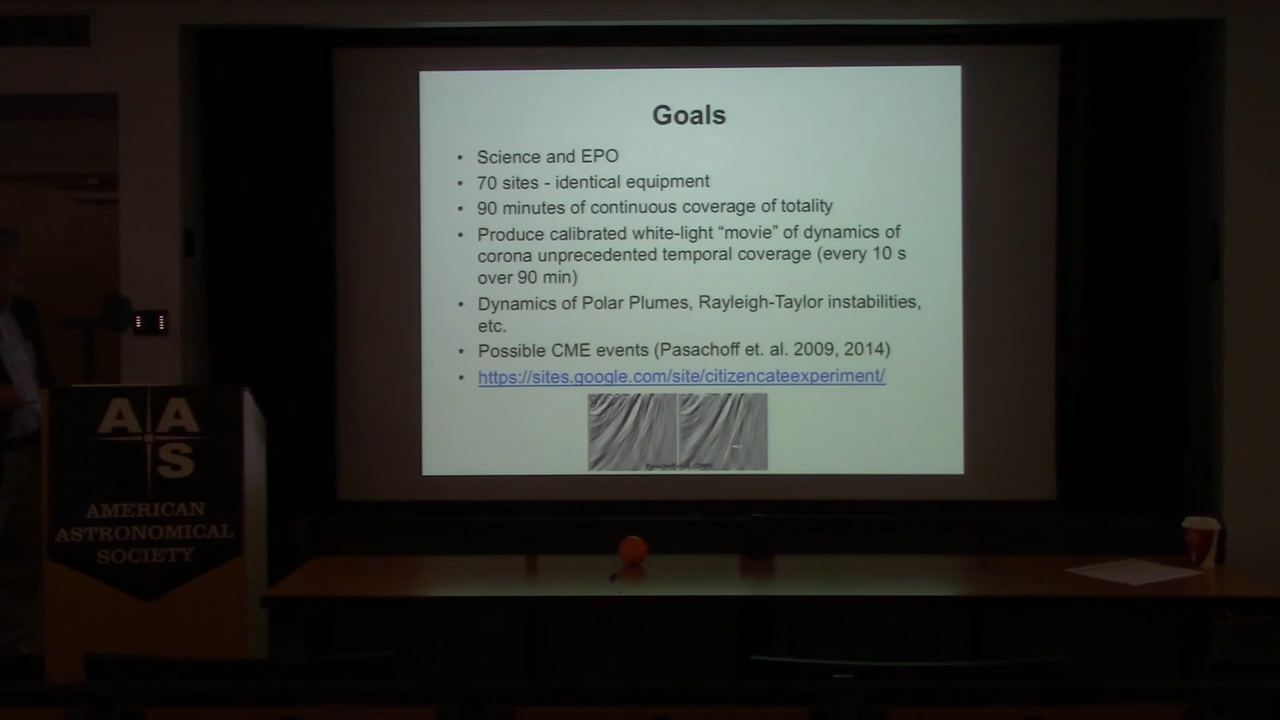 Goals
• Science and EPO
• 70 sites - identical equipment
• 90 minutes of continuous coverage of totality
• Produce calibrated white-light “movie” of dynamics of
corona unprecedented temporal coverage (every 10 s
over 90 min)
• Dynamics of Polar Plumes, Rayleigh-Taylor instabilities,
etc.
• Possible CME events (Pasachoff et. al. 2009, 2014)
• https://sites.google.com/site/citizencateexperiment/
AAS
AMERICAN
ASTRONOMICAL
SOCIETY